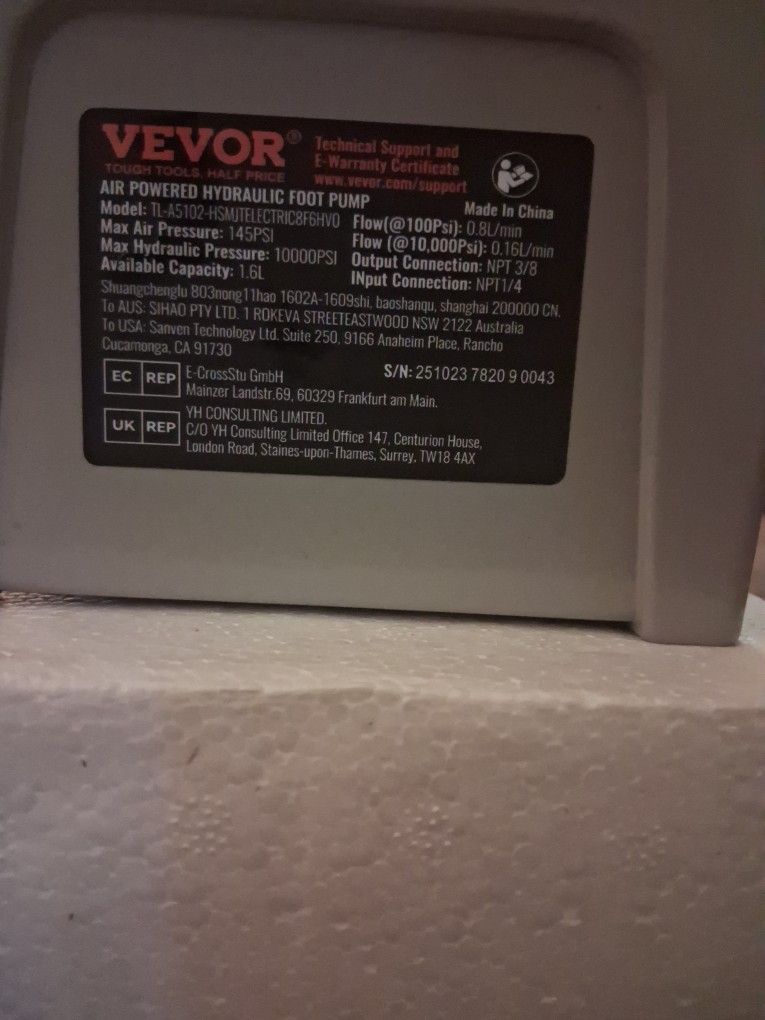 VEVOR®
TOUGH TOOLS, HALF PRICE
Technical Support and
E-Warranty Certificate
www.vevor.com/support
AIR POWERED HYDRAULIC FOOT PUMP
Made In China
Model: TL-A5102-HSMJTELECTRIC8F6HV0
Max Air Pressure: 145PSI
Max Hydraulic Pressure: 10000PSI
Available Capacity: 1.6L
Flow(@100Psi): 0.8L/min
Flow (@10,000Psi): 0.16L/min
Output Connection: NPT 3/8
INput Connection: NPT1/4
Shuangchenglu 803nong11hao 1602A-1609shi, baoshanqu, shanghai 200000 CN.
To AUS: SIHAO PTY LTD. 1 ROKEVA STREETEASTWOOD NSW 2122 Australia
To USA: Sanven Technology Ltd. Suite 250, 9166 Anaheim Place, Rancho
Cucamonga, CA 91730
EC REP
E-CrossStu GmbH
Mainzer Landstr.69, 60329 Frankfurt am Main.
S/N: 251023 7820 9 0043
UK REP
YH CONSULTING LIMITED.
C/O YH Consulting Limited Office 147, Centurion House,
London Road, Staines-upon-Thames, Surrey, TW18 4AX